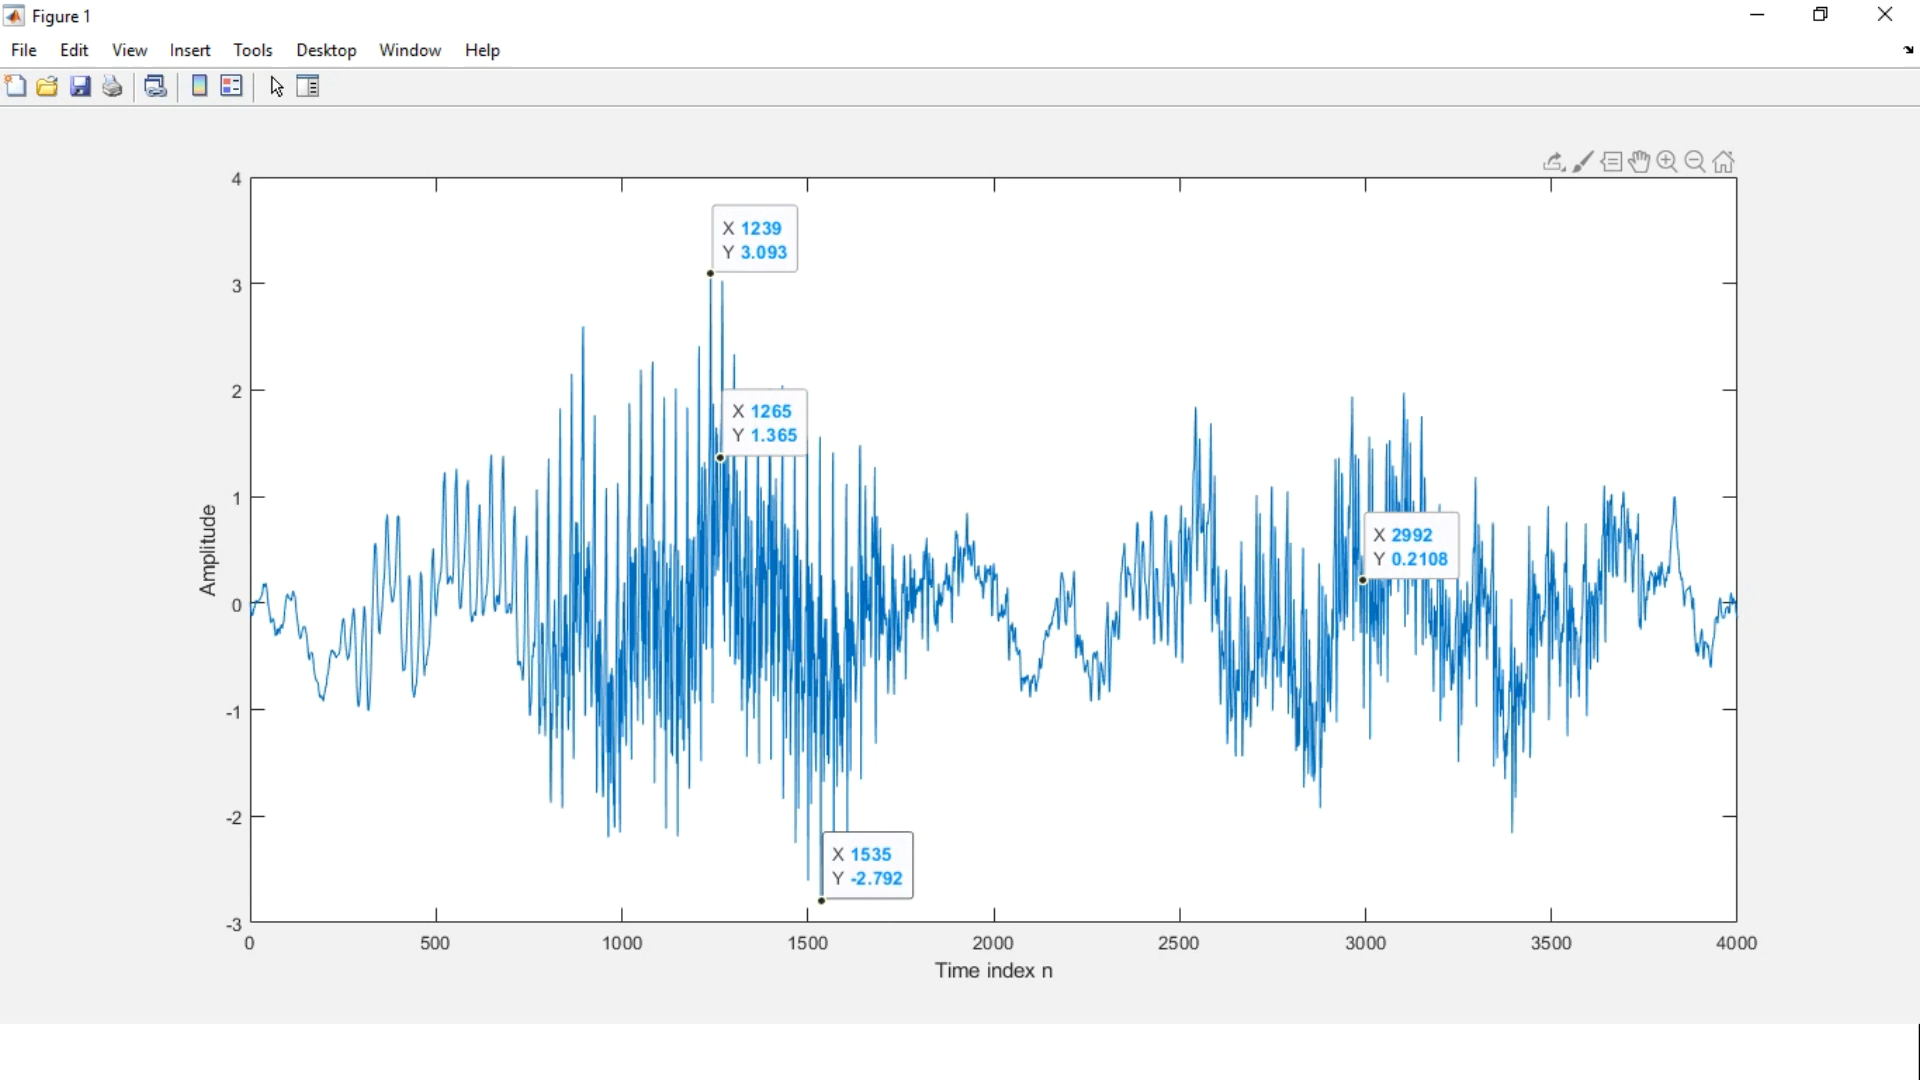 Figure 1
File Edit View Insert Tools Desktop Window Help
4
3
2
1
0
-1
-2
-3
Amplitude
X 1239
Y 3.093
X 1265
Y 1.365
X 2992
Y 0.2108
X 1535
Y -2.792
0 500 1000 1500 2000 2500 3000 3500 4000
Time index n